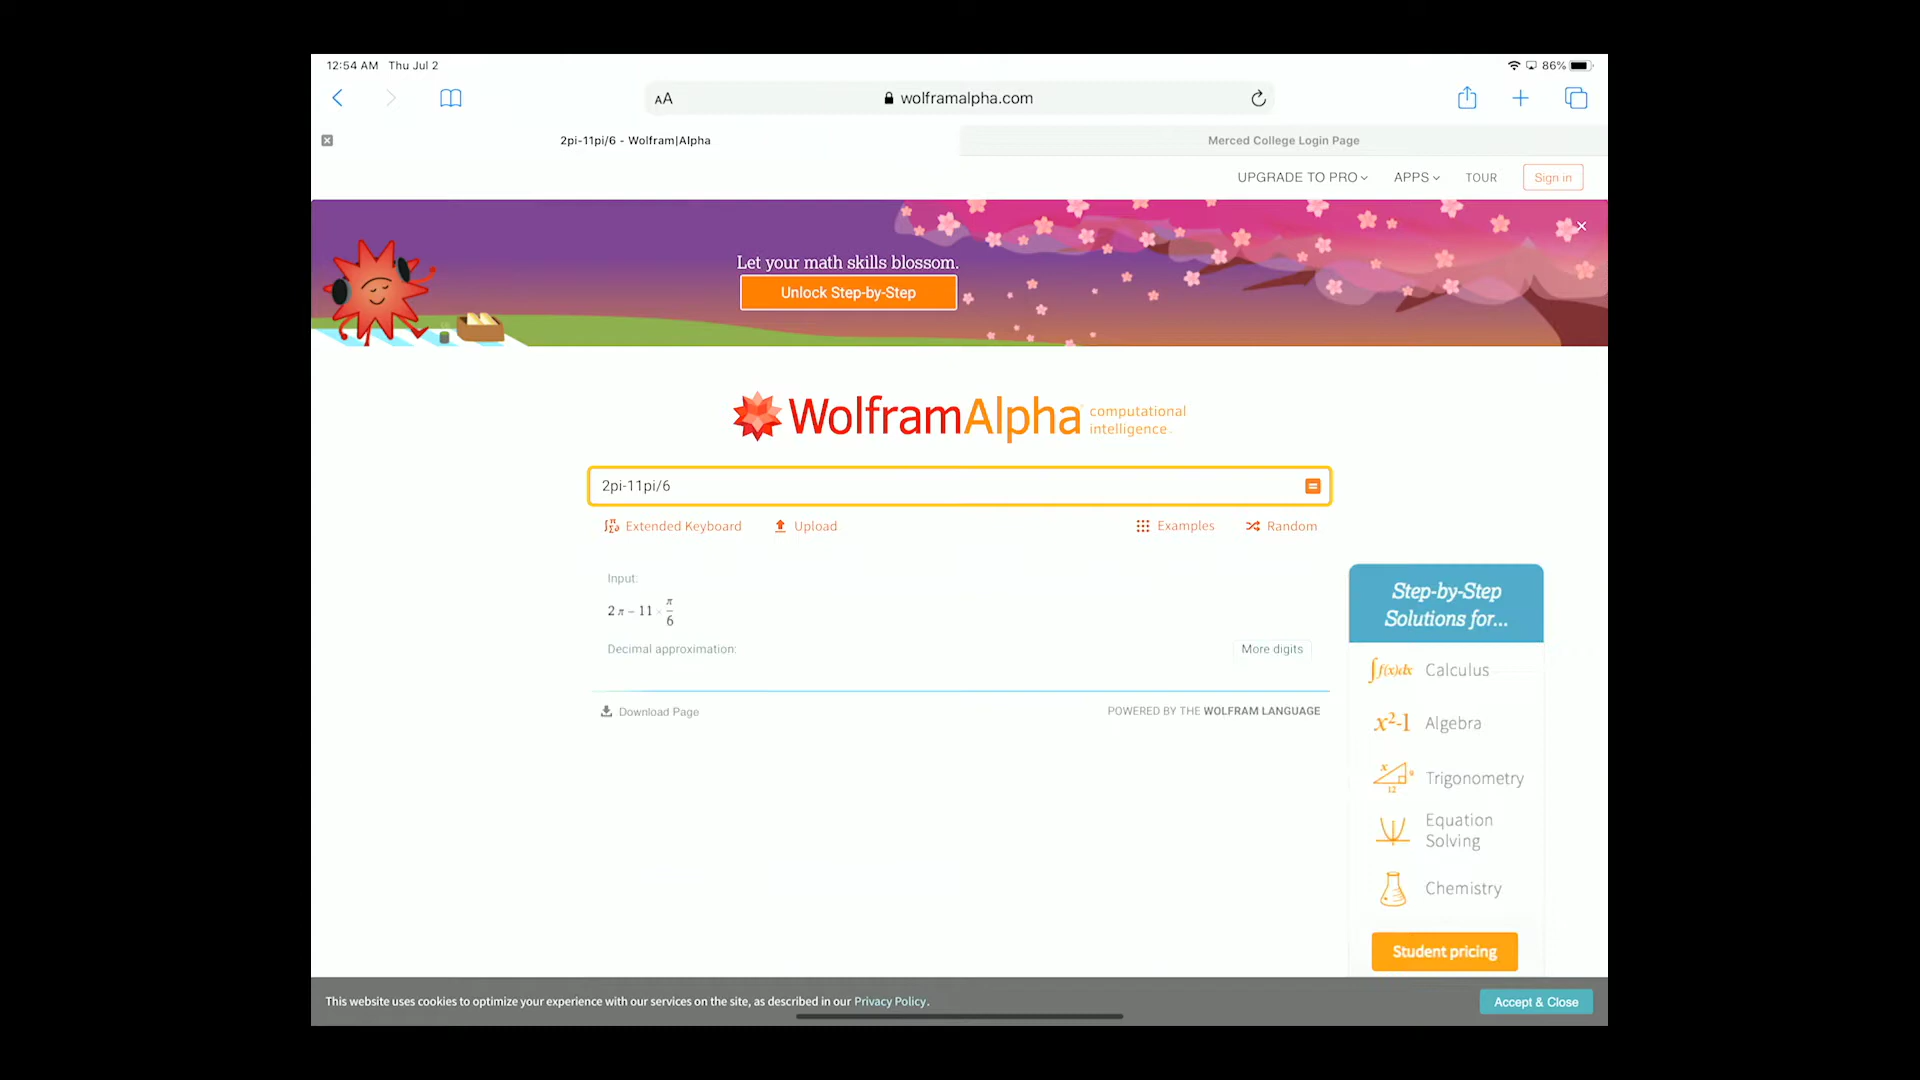 12:54 AM Thu Jul 2
86%
AA
wolframalpha.com
2pi-11pi/6 - Wolfram|Alpha
Merced College Login Page
UPGRADE TO PRO
APPS
TOUR
Sign in
Let your math skills blossom.
Unlock Step-by-Step
WolframAlpha computational
intelligence.
2pi-11pi/6
Extended Keyboard
Upload
Examples
Random
Input:
2 π – 11 × π/6
Decimal approximation:
More digits
Download Page
POWERED BY THE WOLFRAM LANGUAGE
Step-by-Step
Solutions for...
∫f(x)dx Calculus
x²-1 Algebra
x 12 Trigonometry
Equation
Solving
Chemistry
Student pricing
This website uses cookies to optimize your experience with our services on the site, as described in our Privacy Policy.
Accept & Close